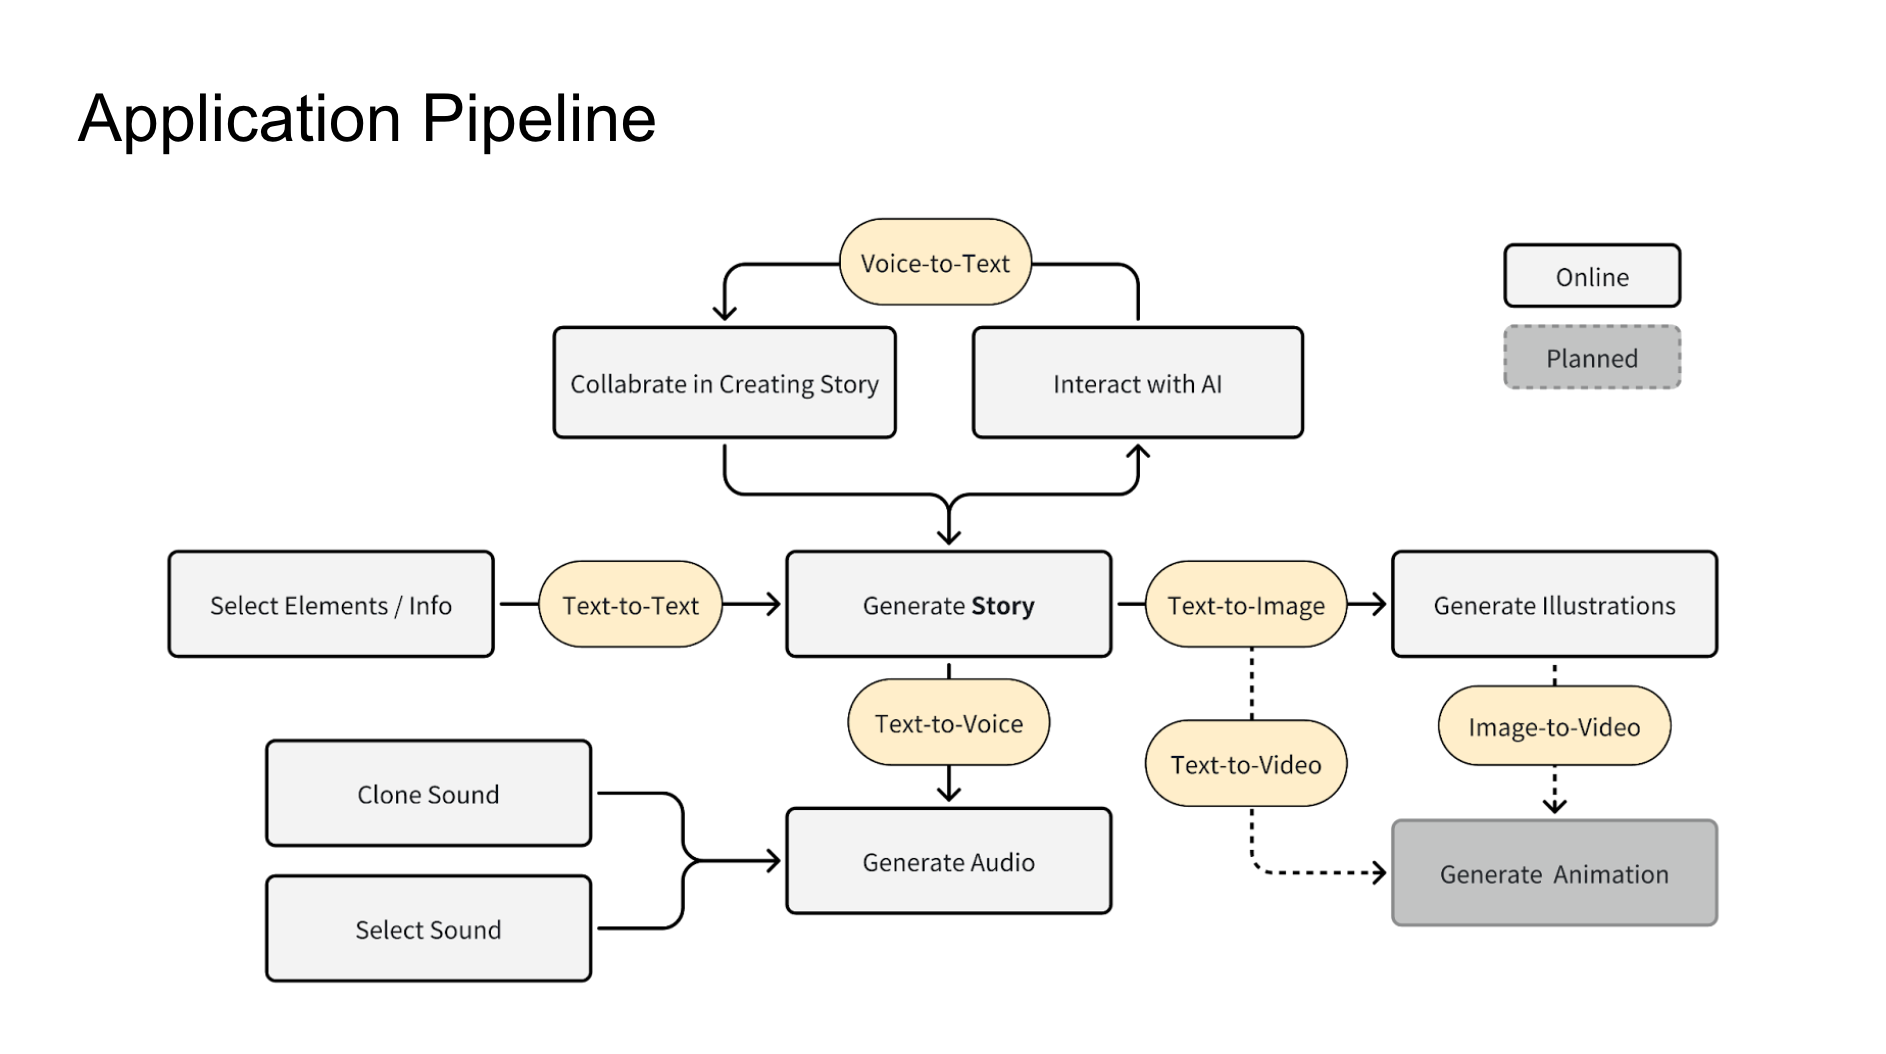 Application Pipeline
Voice-to-Text
Online
Planned
Collabrate in Creating Story
Interact with AI
Select Elements / Info
Text-to-Text
Generate Story
Text-to-Image
Generate Illustrations
Text-to-Voice
Image-to-Video
Text-to-Video
Clone Sound
Generate Audio
Generate  Animation
Select Sound